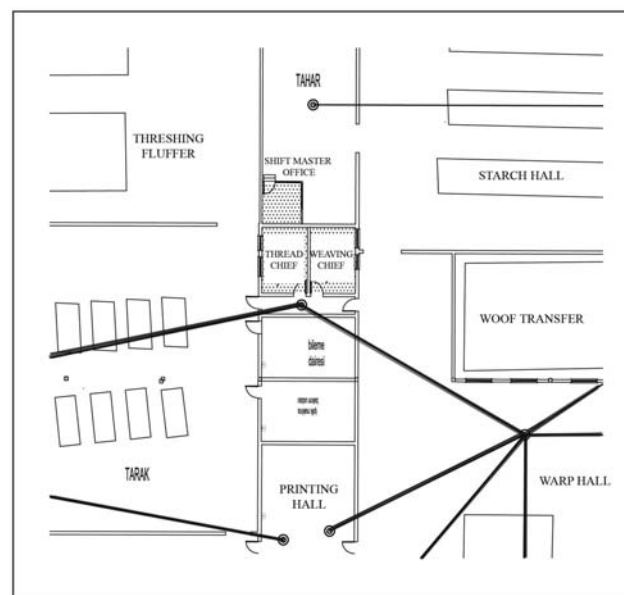 TAHAR
THRESHING
FLUFFER
SHIFT MASTER
OFFICE
STARCH HALL
THREAD
CHIEF
WEAVING
CHIEF
WOOF TRANSFER
bileme
dairesi
TARAK
PRINTING
HALL
WARP HALL